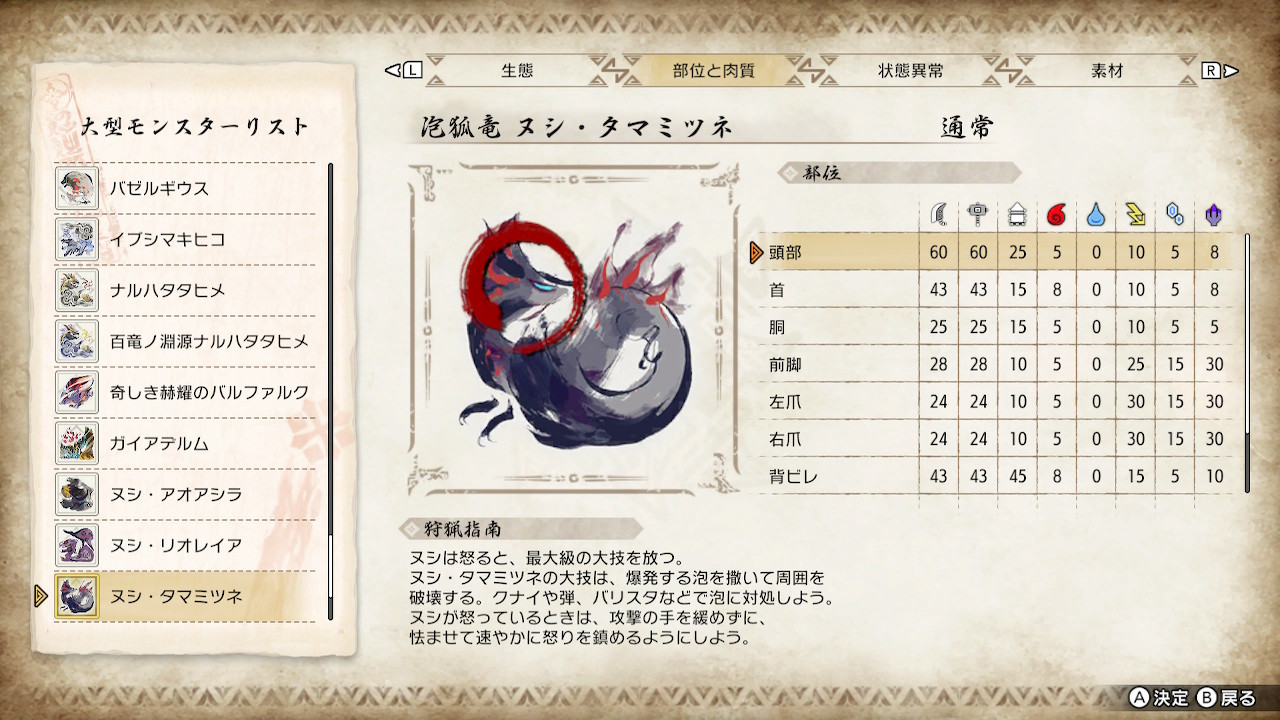 L 生態 部位と肉質 状態異常 素材 R
大型モンスターリスト
バゼルギウス
イブシマキヒコ
ナルハタタヒメ
百竜ノ淵源ナルハタタヒメ
奇しき赫耀のバルファルク
ガイアデルム
ヌシ・アオアシラ
ヌシ・リオレイア
ヌシ・タマミツネ
泡狐竜 ヌシ・タマミツネ 通常
部位
頭部 60 60 25 5 0 10 5 8
首 43 43 15 8 0 10 5 8
胴 25 25 15 5 0 10 5 5
前脚 28 28 10 5 0 25 15 30
左爪 24 24 10 5 0 30 15 30
右爪 24 24 10 5 0 30 15 30
背ビレ 43 43 45 8 0 15 5 10
狩猟指南
ヌシは怒ると、最大級の大技を放つ。
ヌシ・タマミツネの大技は、爆発する泡を撒いて周囲を
破壊する。クナイや弾、バリスタなどで泡に対処しよう。
ヌシが怒っているときは、攻撃の手を緩めずに、
怯ませて速やかに怒りを鎮めるようにしよう。
A 決定 B 戻る